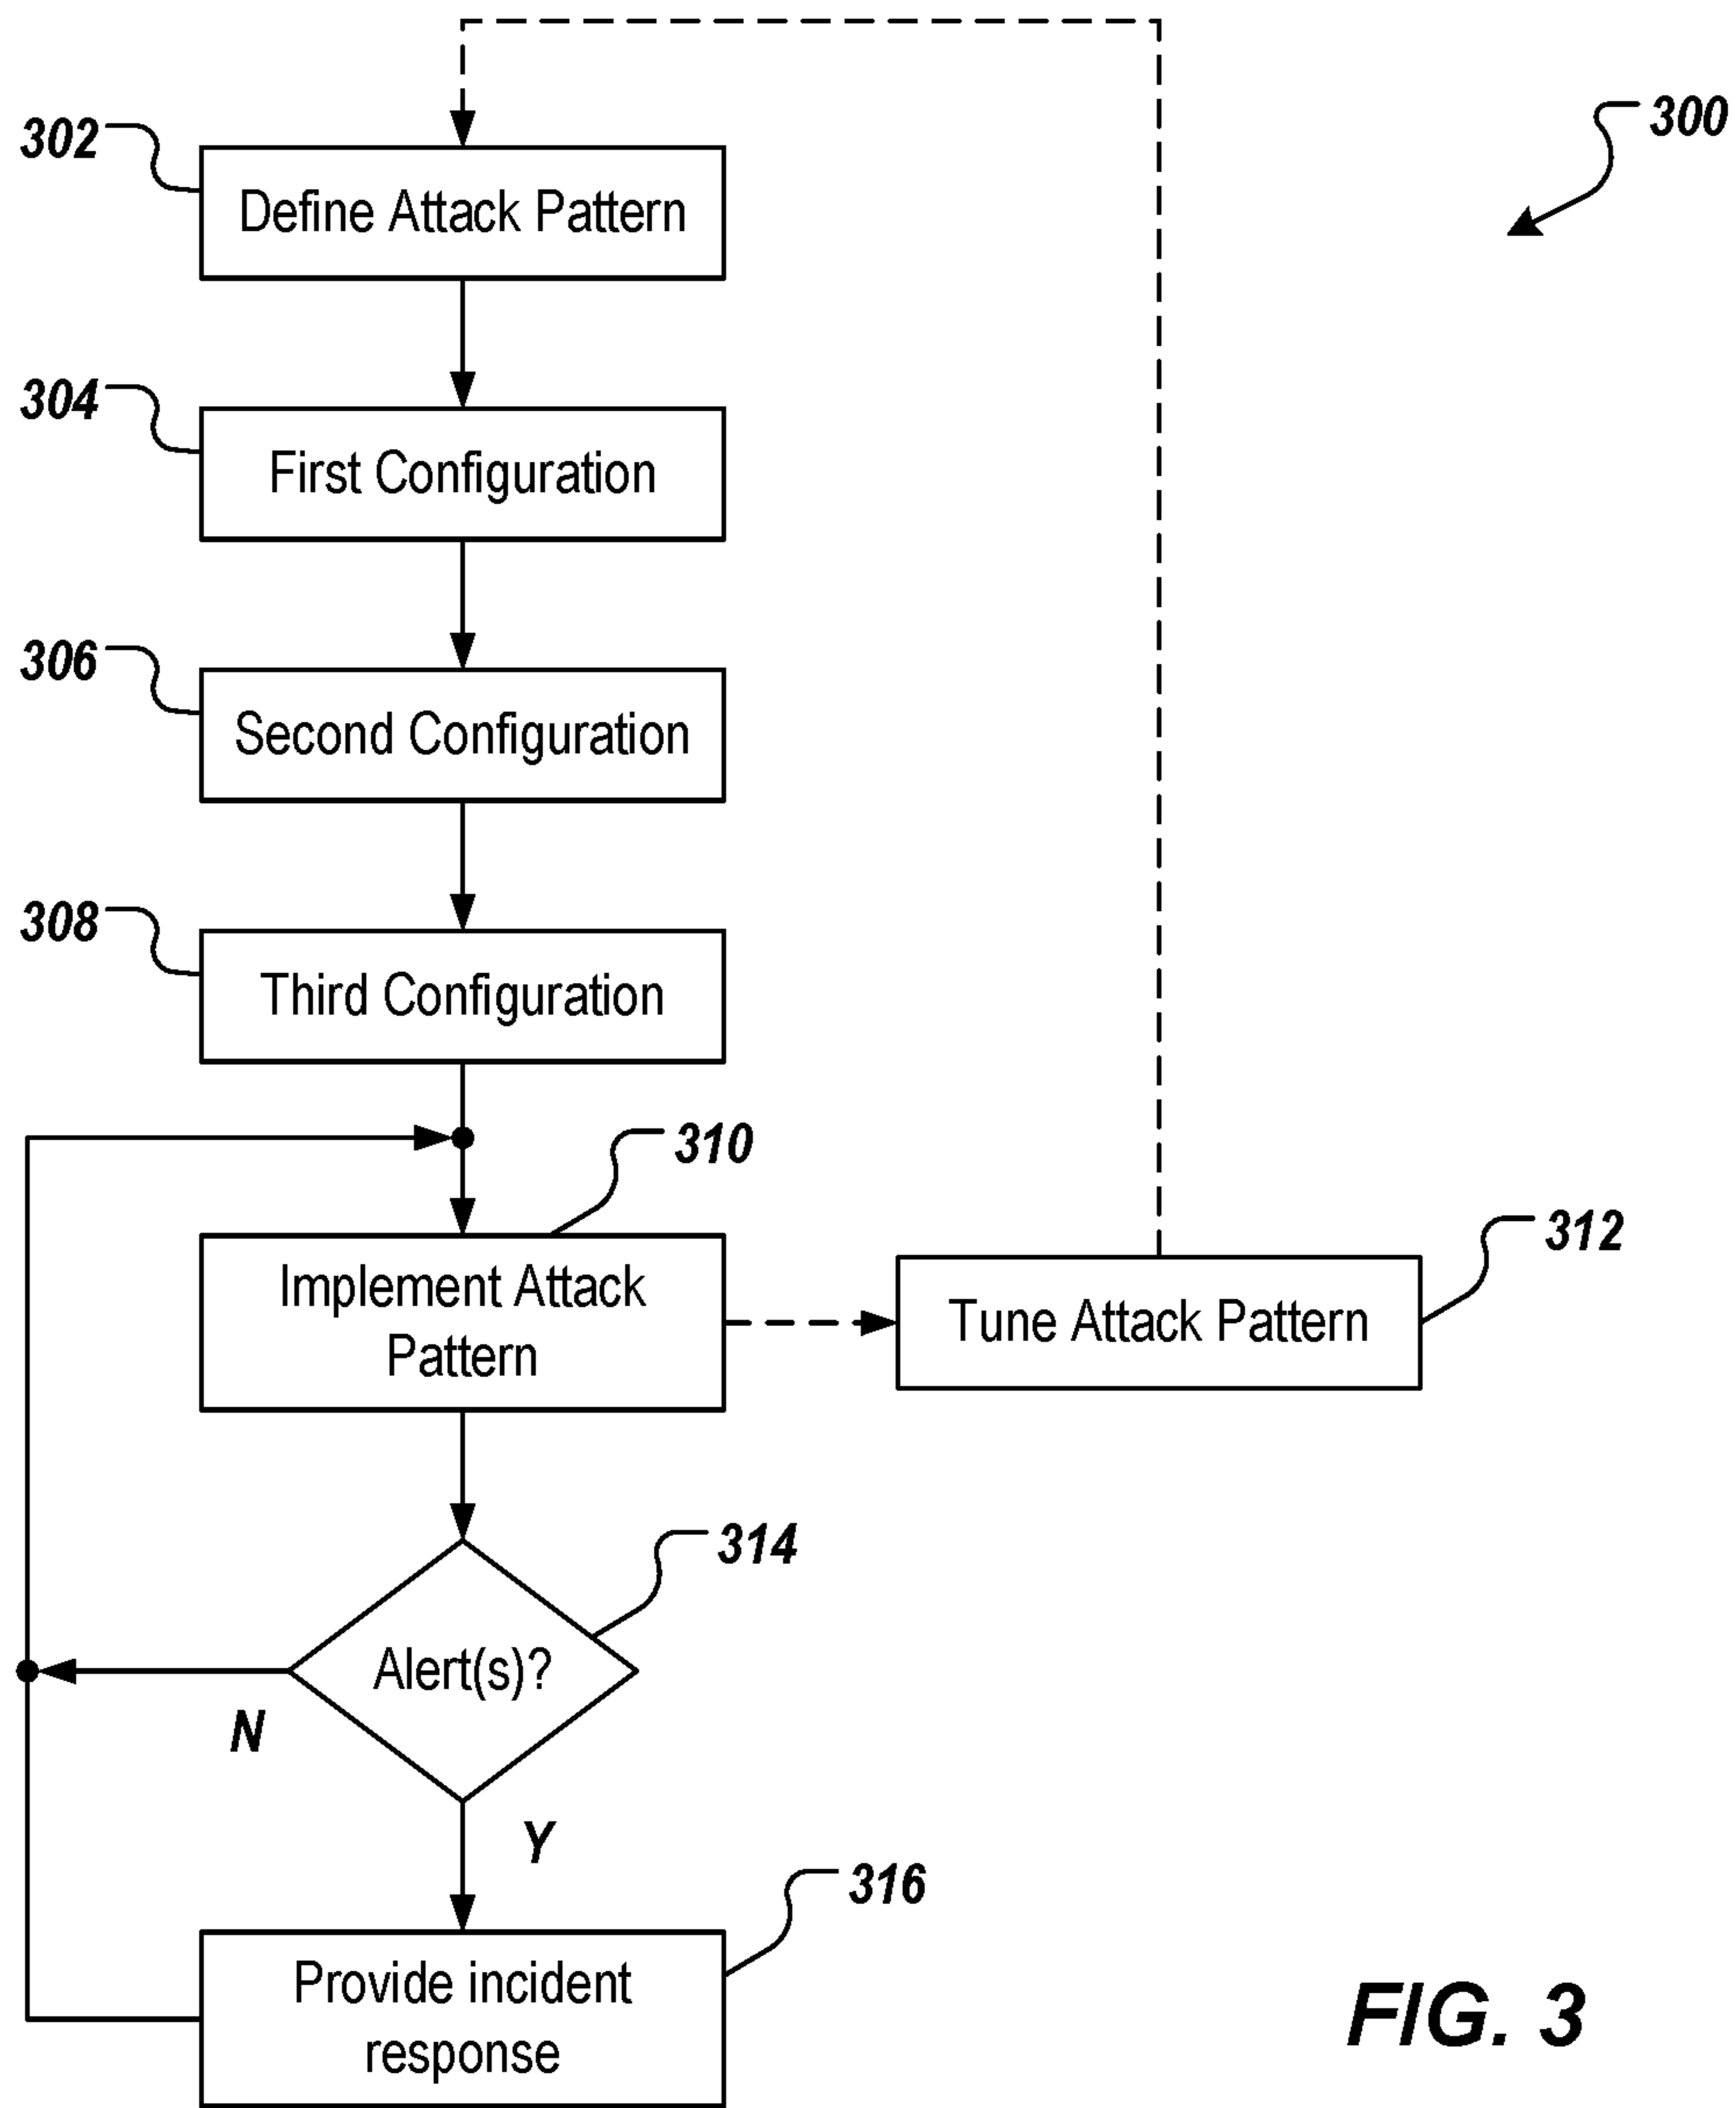 300
302
Define Attack Pattern
304
First Configuration
306
Second Configuration
308
Third Configuration
310
Implement Attack
Pattern
312
Tune Attack Pattern
314
Alert(s)?
N
Y
316
Provide incident
response
FIG. 3